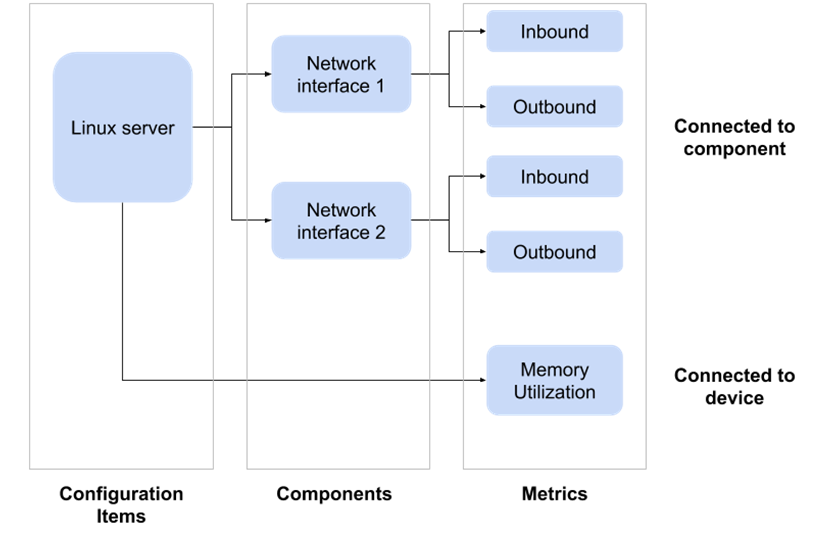 Linux server
Network
interface 1
Network
interface 2
Inbound
Outbound
Inbound
Outbound
Memory
Utilization
Connected to
component
Connected to
device
Configuration
Items
Components
Metrics